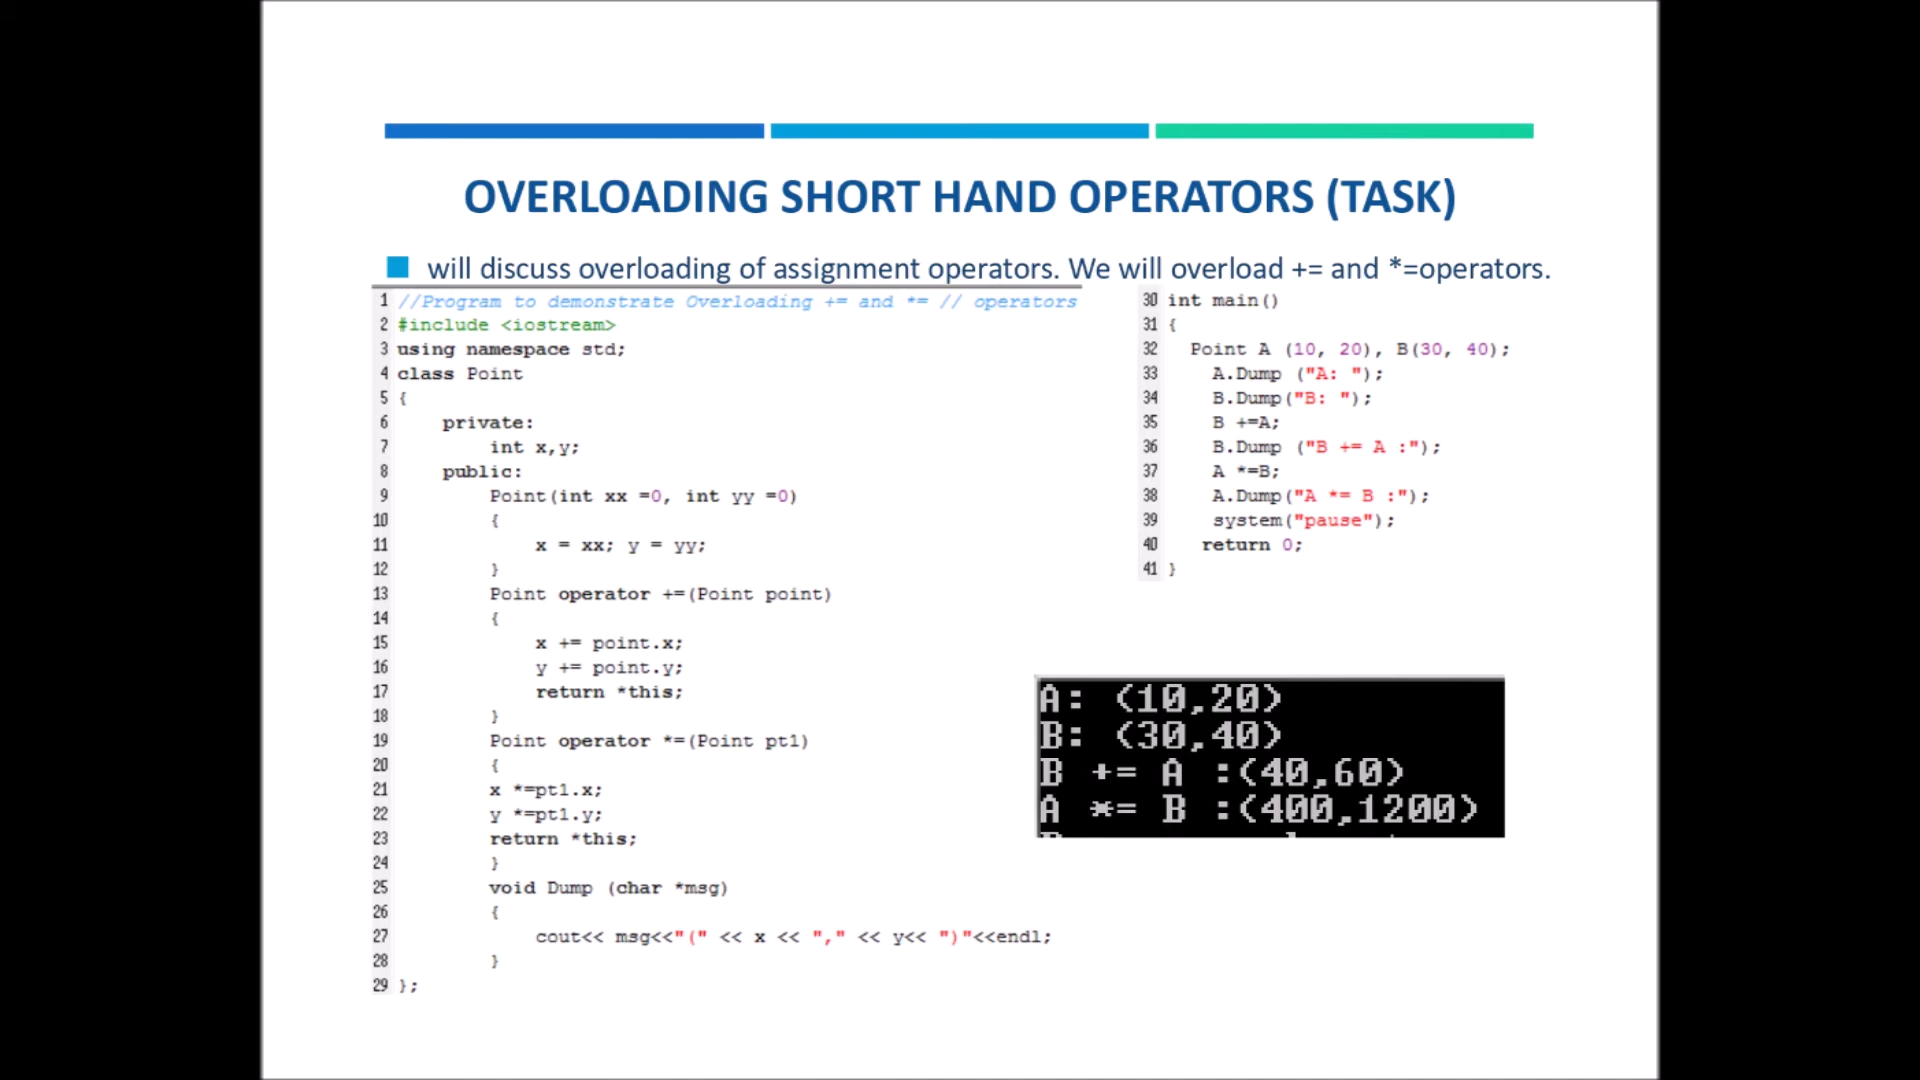 OVERLOADING SHORT HAND OPERATORS (TASK)
will discuss overloading of assignment operators. We will overload += and *=operators.
1 //Program to demonstrate Overloading += and *= // operators
2 #include <iostream>
3 using namespace std;
4 class Point
5 {
6 private:
7 int x,y;
8 public:
9 Point(int xx =0, int yy =0)
10 {
11 x = xx; y = yy;
12 }
13 Point operator +=(Point point)
14 {
15 x += point.x;
16 y += point.y;
17 return *this;
18 }
19 Point operator *=(Point pt1)
20 {
21 x *=pt1.x;
22 y *=pt1.y;
23 return *this;
24 }
25 void Dump (char *msg)
26 {
27 cout<< msg<<"(" << x << "," << y<< ")"<<endl;
28 }
29 };
30 int main()
31 {
32 Point A (10, 20), B(30, 40);
33 A.Dump ("A: ");
34 B.Dump("B: ");
35 B +=A;
36 B.Dump ("B += A :");
37 A *=B;
38 A.Dump("A *= B :");
39 system("pause");
40 return 0;
41 }
A: (10,20)
B: (30,40)
B += A :(40,60)
A *= B :(400,1200)